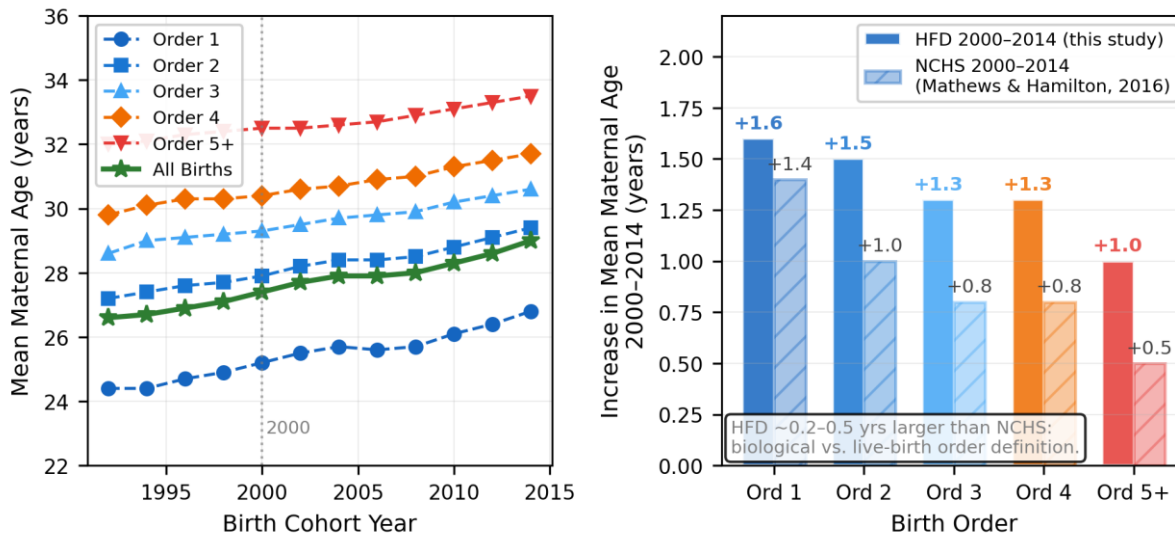 36
34
32
30
28
26
24
22
Mean Maternal Age (years)
Order 1
Order 2
Order 3
Order 4
Order 5+
All Births
2000
1995
2000
2005
2010
2015
Birth Cohort Year
2.00
1.75
1.50
1.25
1.00
0.75
0.50
0.25
0.00
Increase in Mean Maternal Age
2000–2014 (years)
HFD 2000–2014 (this study)
NCHS 2000–2014
(Mathews & Hamilton, 2016)
+1.6
+1.4
+1.5
+1.0
+1.3
+0.8
+1.3
+0.8
+1.0
+0.5
HFD ~0.2–0.5 yrs larger than NCHS:
biological vs. live-birth order definition.
Ord 1
Ord 2
Ord 3
Ord 4
Ord 5+
Birth Order